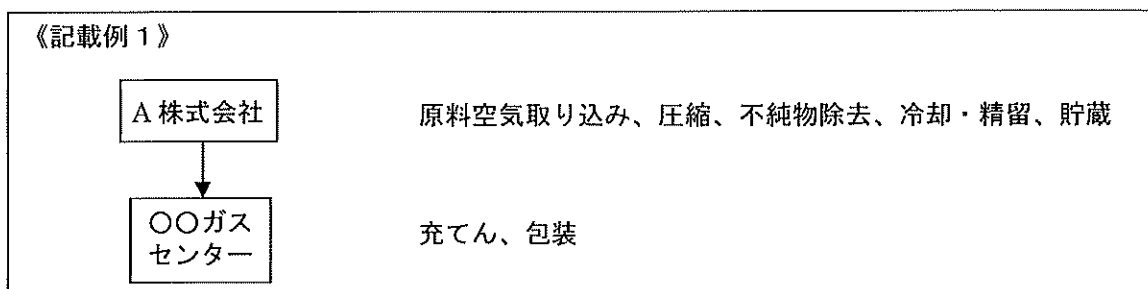 《記載例1》
A 株式会社
原料空気取り込み、圧縮、不純物除去、冷却・精留、貯蔵
〇〇ガス
センター
充てん、包装